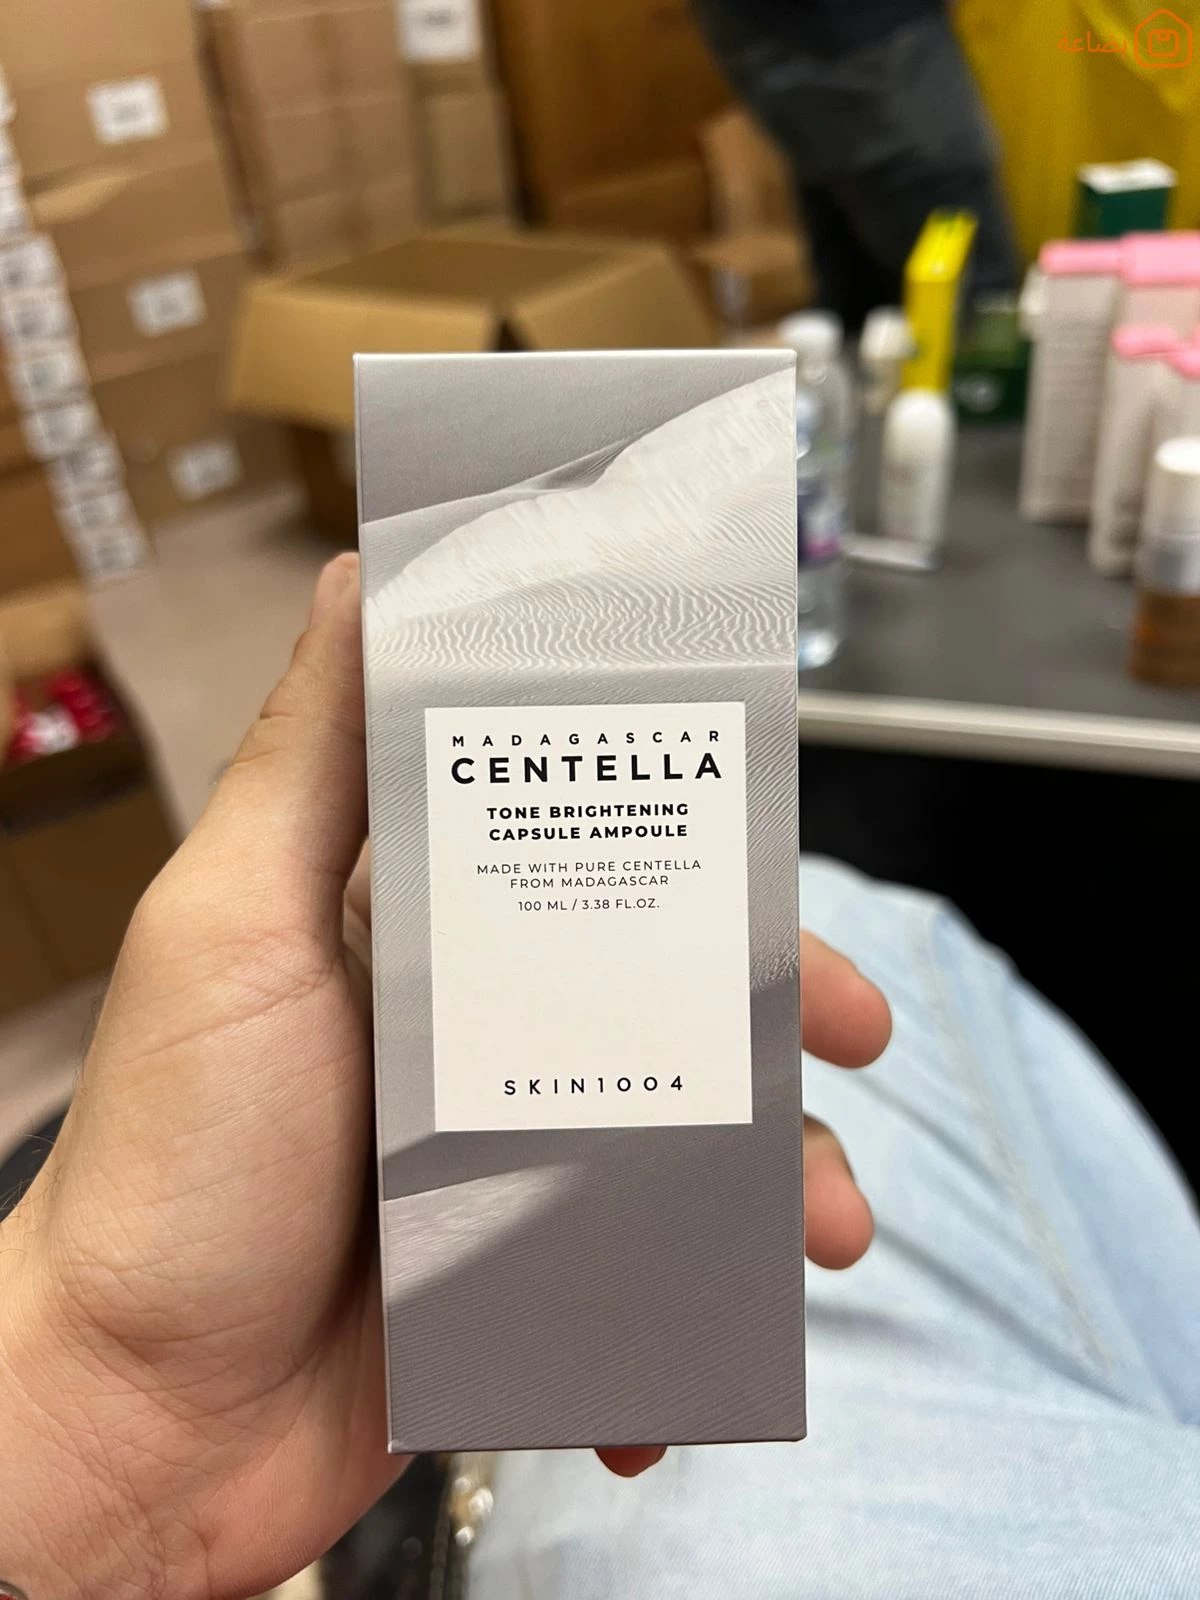 بضاعة
MADAGASCAR
CENTELLA
TONE BRIGHTENING
CAPSULE AMPOULE
MADE WITH PURE CENTELLA
FROM MADAGASCAR
100 ML / 3.38 FL.OZ.
SKIN1004